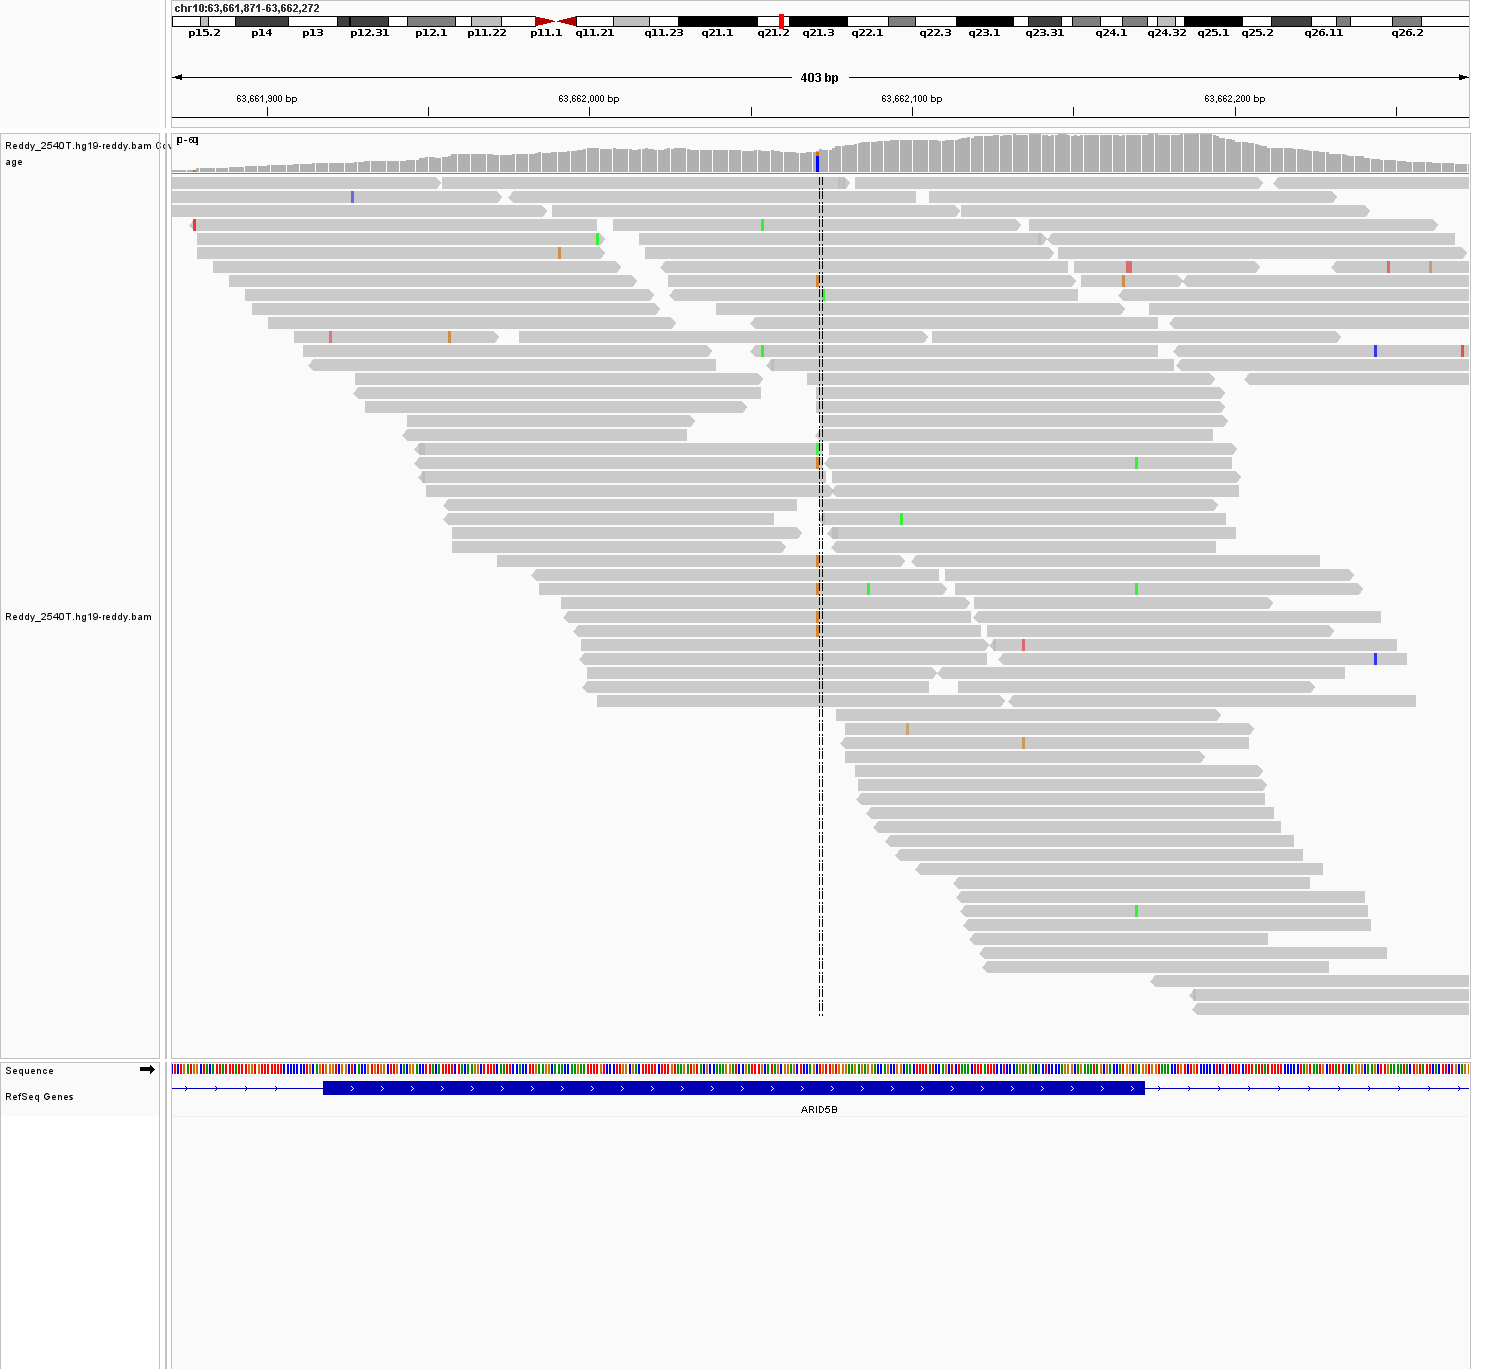 chr10:63,661,871-63,662,272
p15.2 p14 p13 p12.31 p12.1 p11.22 p11.1 q11.21 q11.23 q21.1 q21.2 q21.3 q22.1 q22.3 q23.1 q23.31 q24.1 q24.32 q25.1 q25.2 q26.11 q26.2
403 bp
63,661,900 bp 63,662,000 bp 63,662,100 bp 63,662,200 bp
[0 - 60]
Reddy_2540T.hg19-reddy.bam Cov
age
Reddy_2540T.hg19-reddy.bam
Sequence
RefSeq Genes
ARID5B